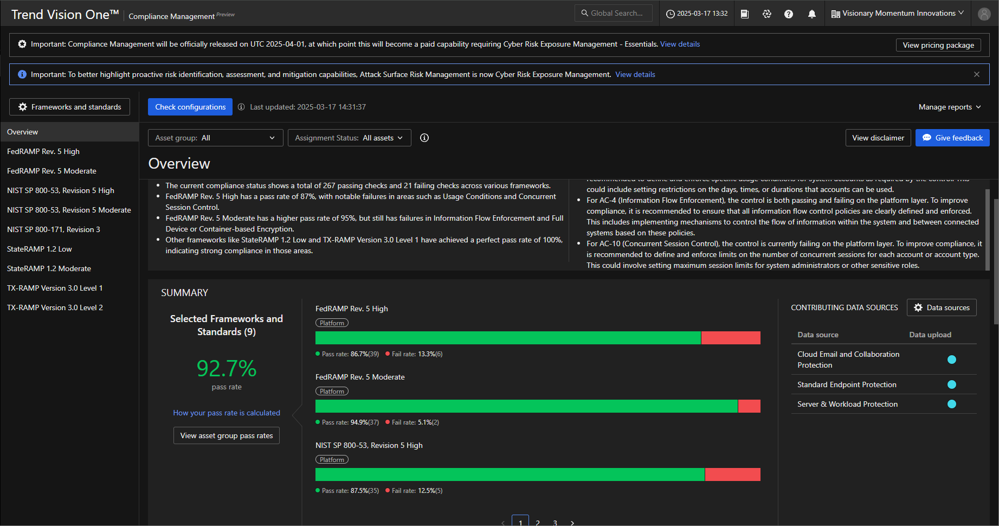 Trend Vision One™ Compliance Management Preview
Global Search...
2025-03-17 13:32
Visionary Momentum Innovations
Important: Compliance Management will be officially released on UTC 2025-04-01, at which point this will become a paid capability requiring Cyber Risk Exposure Management - Essentials. View details
View pricing package
Important: To better highlight proactive risk identification, assessment, and mitigation capabilities, Attack Surface Risk Management is now Cyber Risk Exposure Management. View details
Frameworks and standards
Overview
FedRAMP Rev. 5 High
FedRAMP Rev. 5 Moderate
NIST SP 800-53, Revision 5 High
NIST SP 800-53, Revision 5 Moderate
NIST SP 800-171, Revision 3
StateRAMP 1.2 Low
StateRAMP 1.2 Moderate
TX-RAMP Version 3.0 Level 1
TX-RAMP Version 3.0 Level 2
Check configurations
Last updated: 2025-03-17 14:31:37
Manage reports
Asset group: All
Assignment Status: All assets
View disclaimer
Give feedback
Overview
• The current compliance status shows a total of 267 passing checks and 21 failing checks across various frameworks.
• FedRAMP Rev. 5 High has a pass rate of 87%, with notable failures in areas such as Usage Conditions and Concurrent
Session Control.
• FedRAMP Rev. 5 Moderate has a higher pass rate of 95%, but still has failures in Information Flow Enforcement and Full
Device or Container-based Encryption.
• Other frameworks like StateRAMP 1.2 Low and TX-RAMP Version 3.0 Level 1 have achieved a perfect pass rate of 100%,
indicating strong compliance in those areas.
recommended to define and enforce specific usage conditions for system accounts as required by the control. This
could include setting restrictions on the days, times, or durations that accounts can be used.
• For AC-4 (Information Flow Enforcement), the control is both passing and failing on the platform layer. To improve
compliance, it is recommended to ensure that all information flow control policies are clearly defined and enforced.
This includes implementing mechanisms to control the flow of information within the system and between connected
systems based on these policies.
• For AC-10 (Concurrent Session Control), the control is currently failing on the platform layer. To improve compliance, it
is recommended to define and enforce limits on the number of concurrent sessions for each account or account type.
This could involve setting maximum session limits for system administrators or other sensitive roles.
SUMMARY
Selected Frameworks and
Standards (9)
92.7%
pass rate
How your pass rate is calculated
View asset group pass rates
FedRAMP Rev. 5 High
Platform
Pass rate: 86.7%(39) Fail rate: 13.3%(6)
FedRAMP Rev. 5 Moderate
Platform
Pass rate: 94.9%(37) Fail rate: 5.1%(2)
NIST SP 800-53, Revision 5 High
Platform
Pass rate: 87.5%(35) Fail rate: 12.5%(5)
1 2 3
CONTRIBUTING DATA SOURCES
Data sources
Data source Data upload
Cloud Email and Collaboration
Protection
Standard Endpoint Protection
Server & Workload Protection